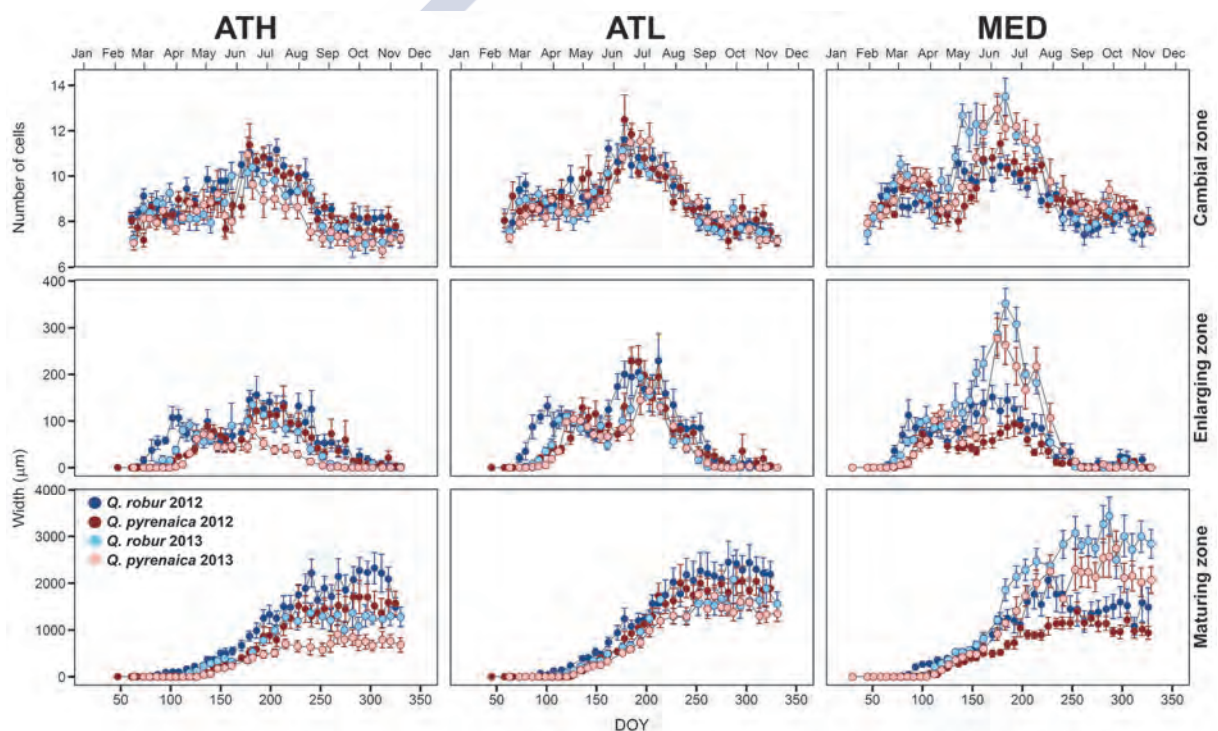 ATH ATL MED
Jan Feb Mar Apr May Jun Jul Aug Sep Oct Nov Dec Jan Feb Mar Apr May Jun Jul Aug Sep Oct Nov Dec Jan Feb Mar Apr May Jun Jul Aug Sep Oct Nov Dec
14
12
10
8
6
Number of cells
Cambial zone
400
300
200
100
0
Enlarging zone
Width (µm)
4000
3000
2000
1000
0
Q. robur 2012
Q. pyrenaica 2012
Q. robur 2013
Q. pyrenaica 2013
Maturing zone
50 100 150 200 250 300 350 50 100 150 200 250 300 350 50 100 150 200 250 300 350
DOY